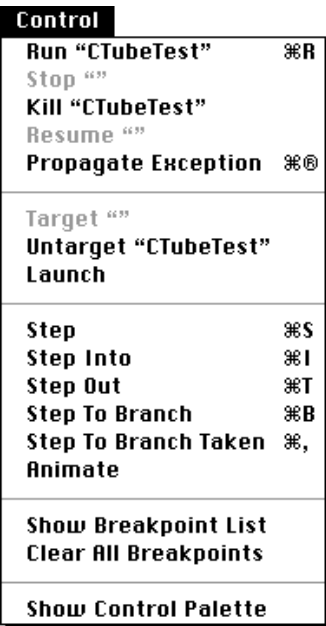 Control
Run “CTubeTest” ⌘R
Stop “”
Kill “CTubeTest”
Resume “”
Propagate Exception ⌘®
Target “”
Untarget “CTubeTest”
Launch
Step ⌘S
Step Into ⌘I
Step Out ⌘T
Step To Branch ⌘B
Step To Branch Taken ⌘,
Animate
Show Breakpoint List
Clear All Breakpoints
Show Control Palette